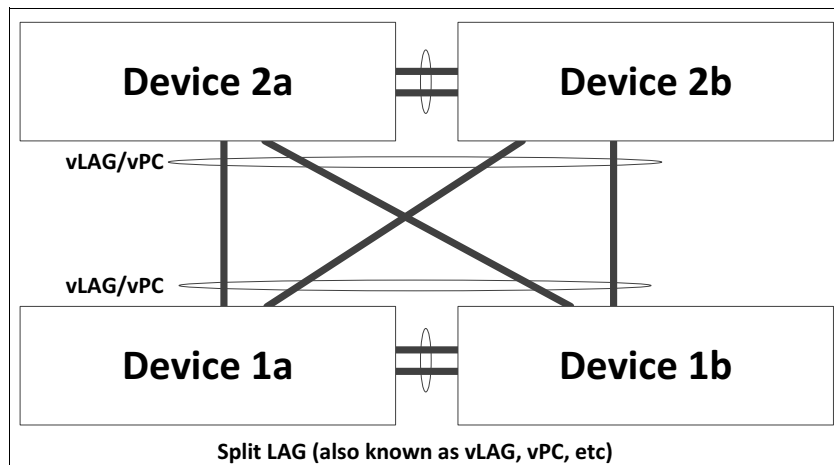 Device 2a
Device 2b
vLAG/vPC
vLAG/vPC
Device 1a
Device 1b
Split LAG (also known as vLAG, vPC, etc)